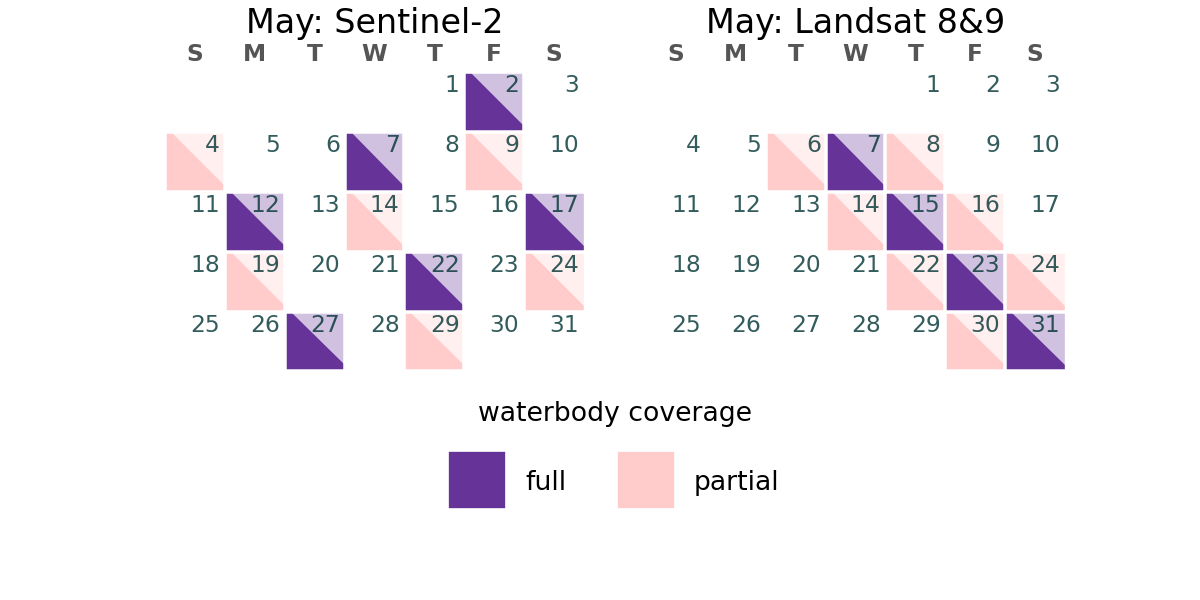 May: Sentinel-2
S M T W T F S
1 2 3
4 5 6 7 8 9 10
11 12 13 14 15 16 17
18 19 20 21 22 23 24
25 26 27 28 29 30 31
May: Landsat 8&9
S M T W T F S
1 2 3
4 5 6 7 8 9 10
11 12 13 14 15 16 17
18 19 20 21 22 23 24
25 26 27 28 29 30 31
waterbody coverage
full partial